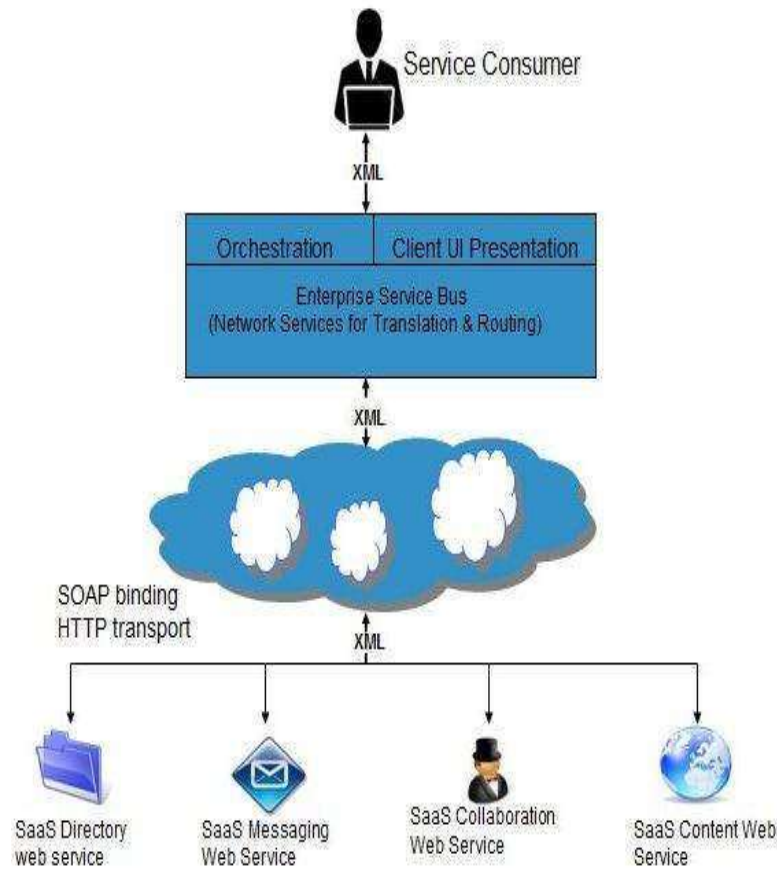 Service Consumer
XML
Orchestration
Client UI Presentation
Enterprise Service Bus
(Network Services for Translation & Routing)
XML
SOAP binding
HTTP transport
XML
SaaS Directory
web service
SaaS Messaging
Web Service
SaaS Collaboration
Web Service
SaaS Content Web
Service